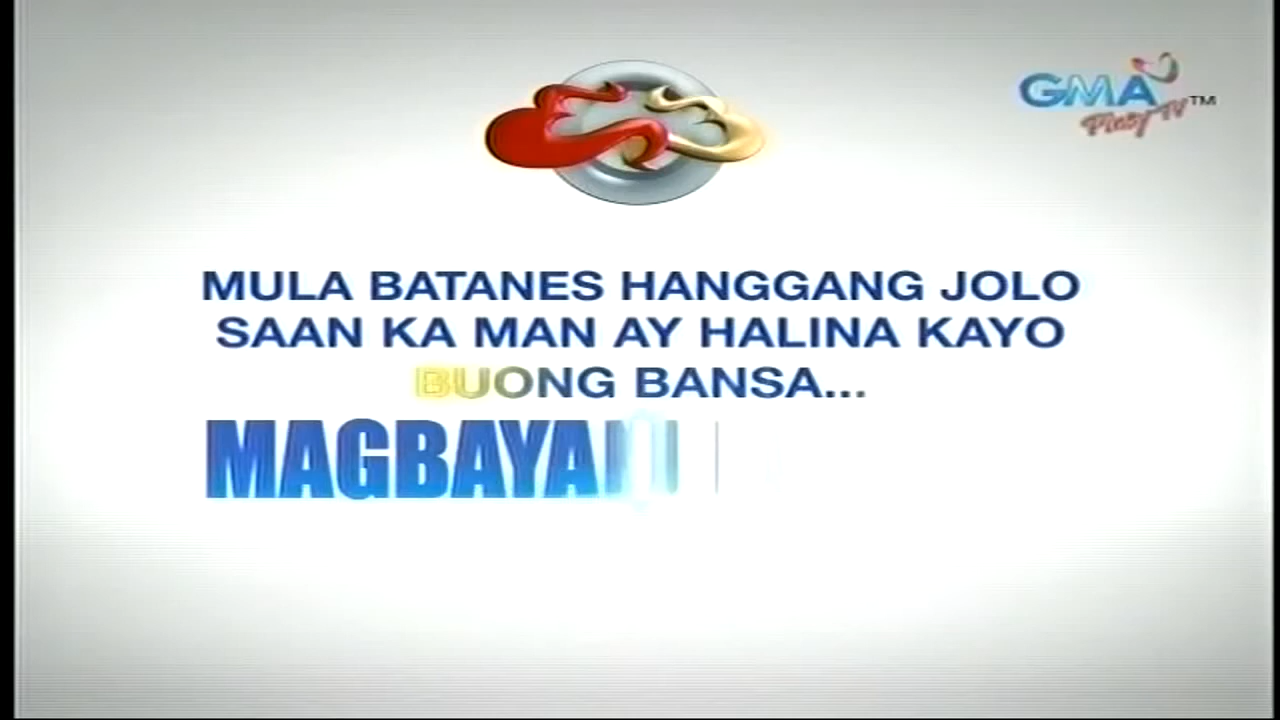 GMA
Pinoy TV™
MULA BATANES HANGGANG JOLO
SAAN KA MAN AY HALINA KAYO
BUONG BANSA...